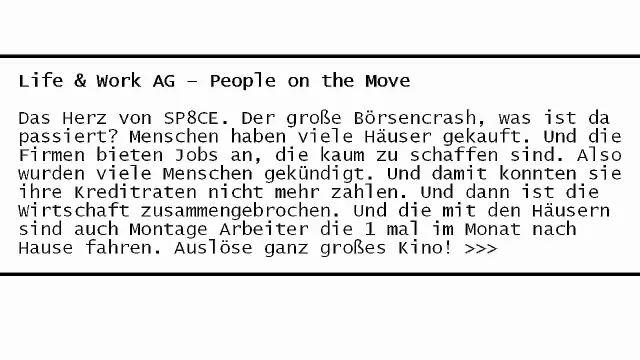 Life & Work AG – People on the Move
Das Herz von SP8CE. Der große Börsencrash, was ist da
passiert? Menschen haben viele Häuser gekauft. Und die
Firmen bieten Jobs an, die kaum zu schaffen sind. Also
wurden viele Menschen gekündigt. Und damit konnten sie
ihre Kreditraten nicht mehr zahlen. Und dann ist die
Wirtschaft zusammengebrochen. Und die mit den Häusern
sind auch Montage Arbeiter die 1 mal im Monat nach
Hause fahren. Auslöse ganz großes Kino! >>>